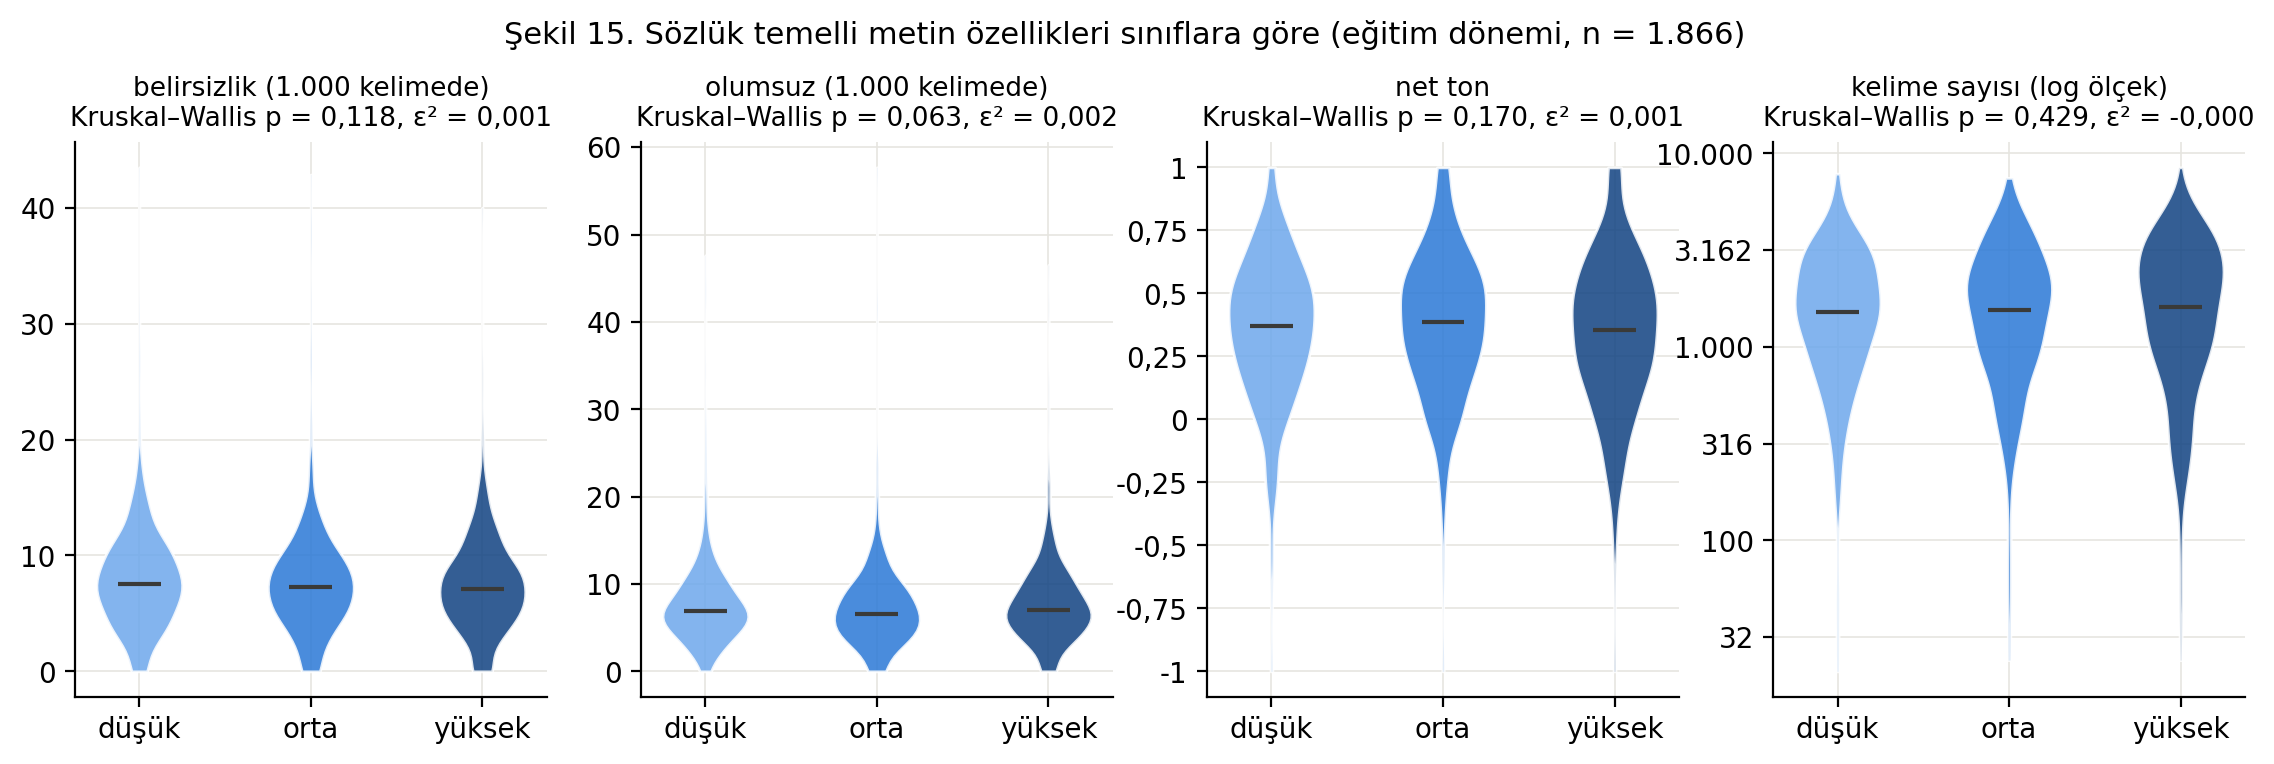 Şekil 15. Sözlük temelli metin özellikleri sınıflara göre (eğitim dönemi, n = 1.866)
belirsizlik (1.000 kelimede)
Kruskal–Wallis p = 0,118, ε² = 0,001
40
30
20
10
0
düşük
orta
yüksek
olumsuz (1.000 kelimede)
Kruskal–Wallis p = 0,063, ε² = 0,002
60
50
40
30
20
10
0
düşük
orta
yüksek
net ton
Kruskal–Wallis p = 0,170, ε² = 0,001
1
0,75
0,5
0,25
0
-0,25
-0,5
-0,75
-1
düşük
orta
yüksek
kelime sayısı (log ölçek)
Kruskal–Wallis p = 0,429, ε² = -0,000
10.000
3.162
1.000
316
100
32
düşük
orta
yüksek